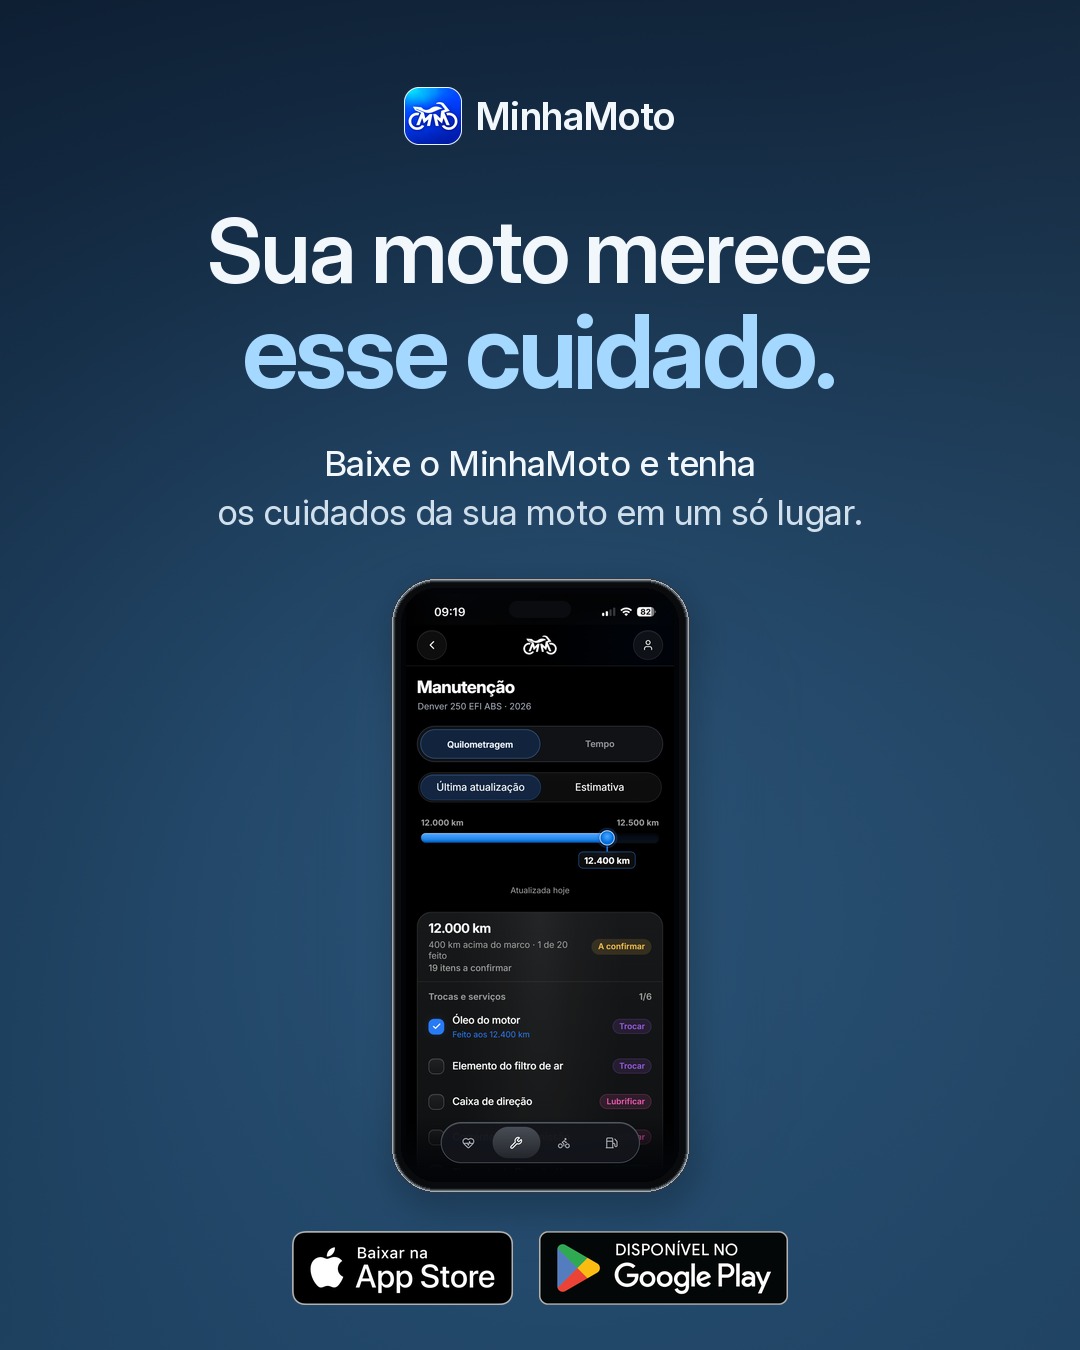 MinhaMoto
Sua moto merece
esse cuidado.
Baixe o MinhaMoto e tenha
os cuidados da sua moto em um só lugar.
09:19
82
MM
Manutenção
Denver 250 EFI ABS · 2026
Quilometragem Tempo
Última atualização Estimativa
12.000 km 12.500 km
12.400 km
Atualizada hoje
12.000 km
400 km acima do marco · 1 de 20
feito
A confirmar
19 itens a confirmar
Trocas e serviços 1/6
Óleo do motor Trocar
Feito aos 12.400 km
Elemento do filtro de ar Trocar
Caixa de direção Lubrificar
Baixar na
App Store
DISPONÍVEL NO
Google Play